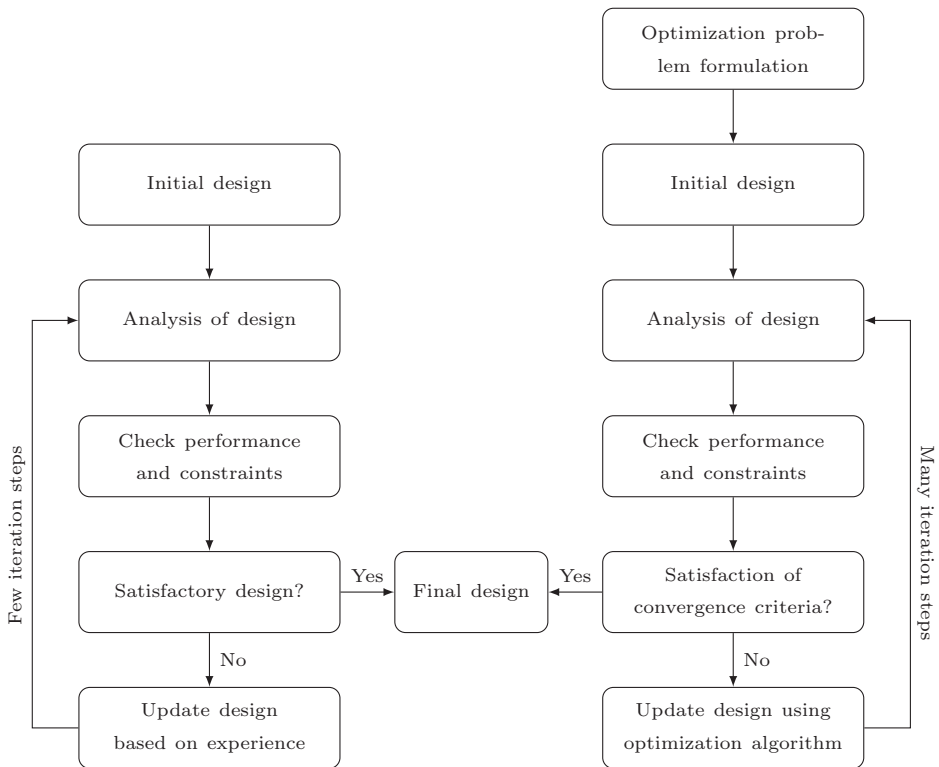 Optimization prob-
lem formulation
Initial design
Initial design
Analysis of design
Analysis of design
Check performance
and constraints
Check performance
and constraints
Few iteration steps
Many iteration steps
Satisfactory design?
Yes
Final design
Yes
Satisfaction of
convergence criteria?
No
No
Update design
based on experience
Update design using
optimization algorithm